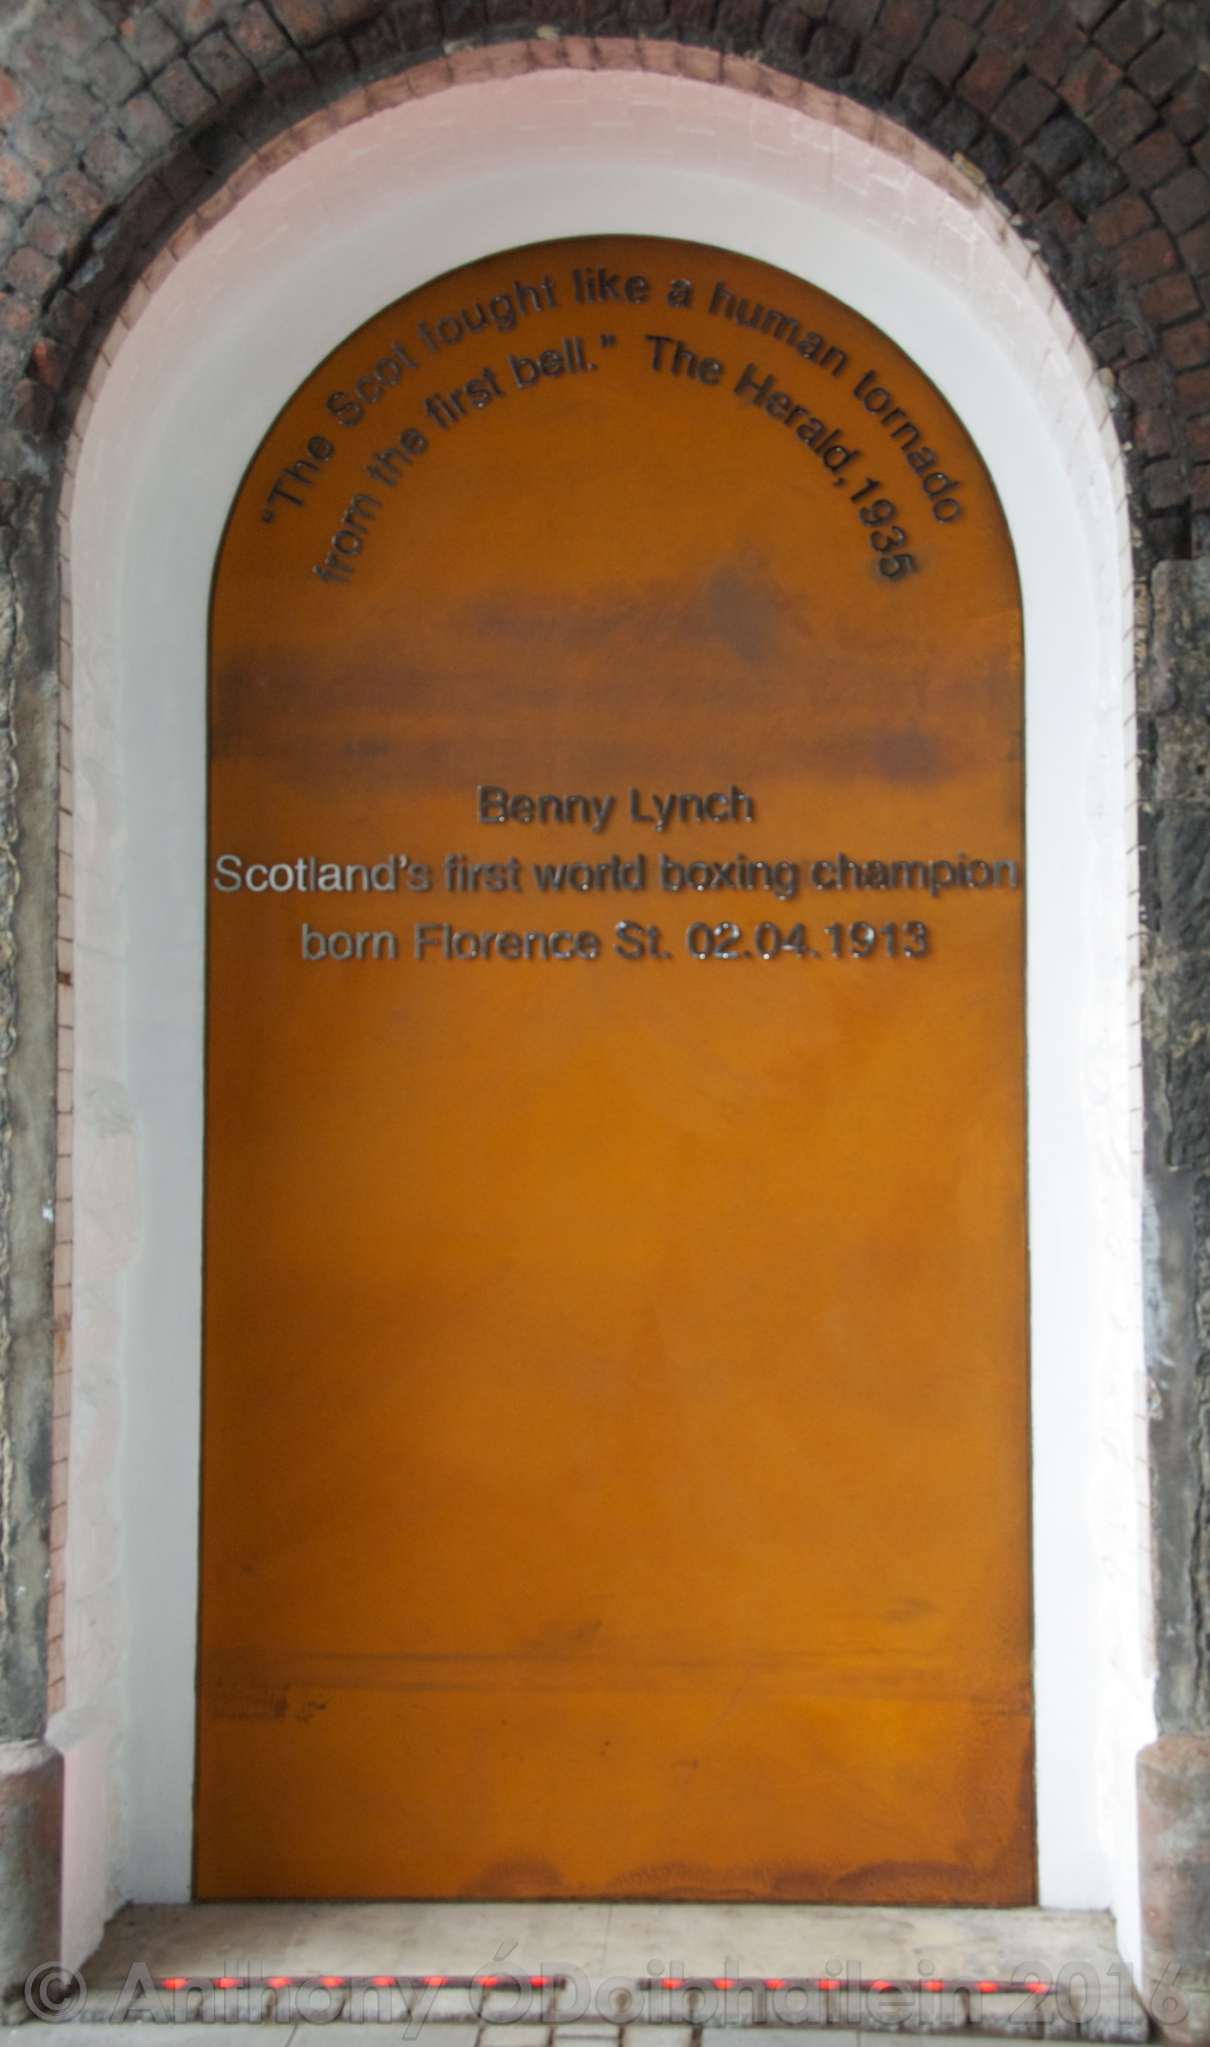 “The Scot fought like a human tornado
from the first bell.” The Herald, 1935
Benny Lynch
Scotland’s first world boxing champion
born Florence St. 02.04.1913
© Anthony ÓDoibhailein 2016